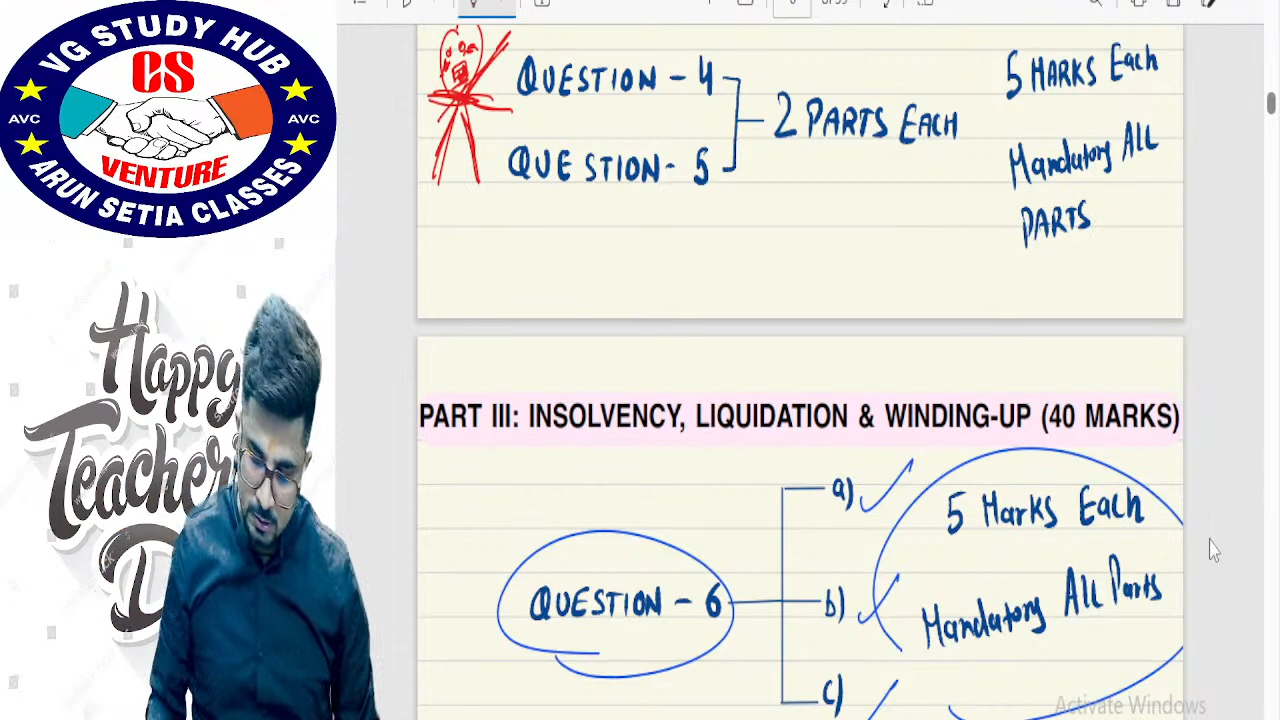 VG STUDY HUB
CS
AVC
AVC
VENTURE
ARUN SETIA CLASSES
Happy
Teacher
D
QUESTION - 4
QUESTION - 5
2 PARTS EACH
5 MARKS Each
Mandatory All
PARTS
PART III: INSOLVENCY, LIQUIDATION & WINDING-UP (40 MARKS)
QUESTION - 6
a)
b)
c)
5 Marks Each
Mandatory All Parts
Activate Windows